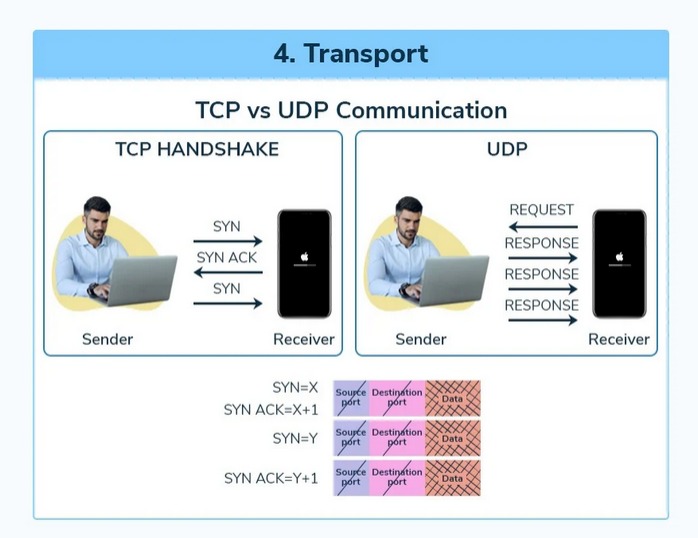 4. Transport
TCP vs UDP Communication
TCP HANDSHAKE
SYN
SYN ACK
SYN
Sender
Receiver
UDP
REQUEST
RESPONSE
RESPONSE
RESPONSE
Sender
Receiver
SYN=X
SYN ACK=X+1
Source
port
Destination
port
Data
SYN=Y
Source
port
Destination
port
Data
SYN ACK=Y+1
Source
port
Destination
port
Data